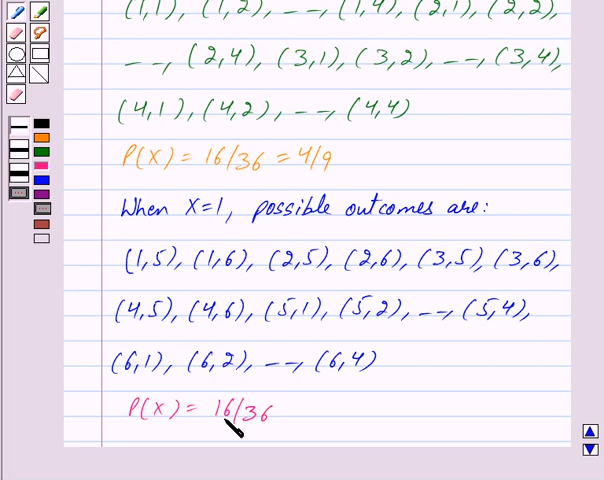 (1,1), (1,2), --, (1,4), (2,1), (2,2),
--, (2,4), (3,1), (3,2), --, (3,4),
(4,1), (4,2), --, (4,4)
P(X) = 16/36 = 4/9
When X=1, possible outcomes are:
(1,5), (1,6), (2,5), (2,6), (3,5), (3,6),
(4,5), (4,6), (5,1), (5,2), --, (5,4),
(6,1), (6,2), --, (6,4)
P(X) = 16/36